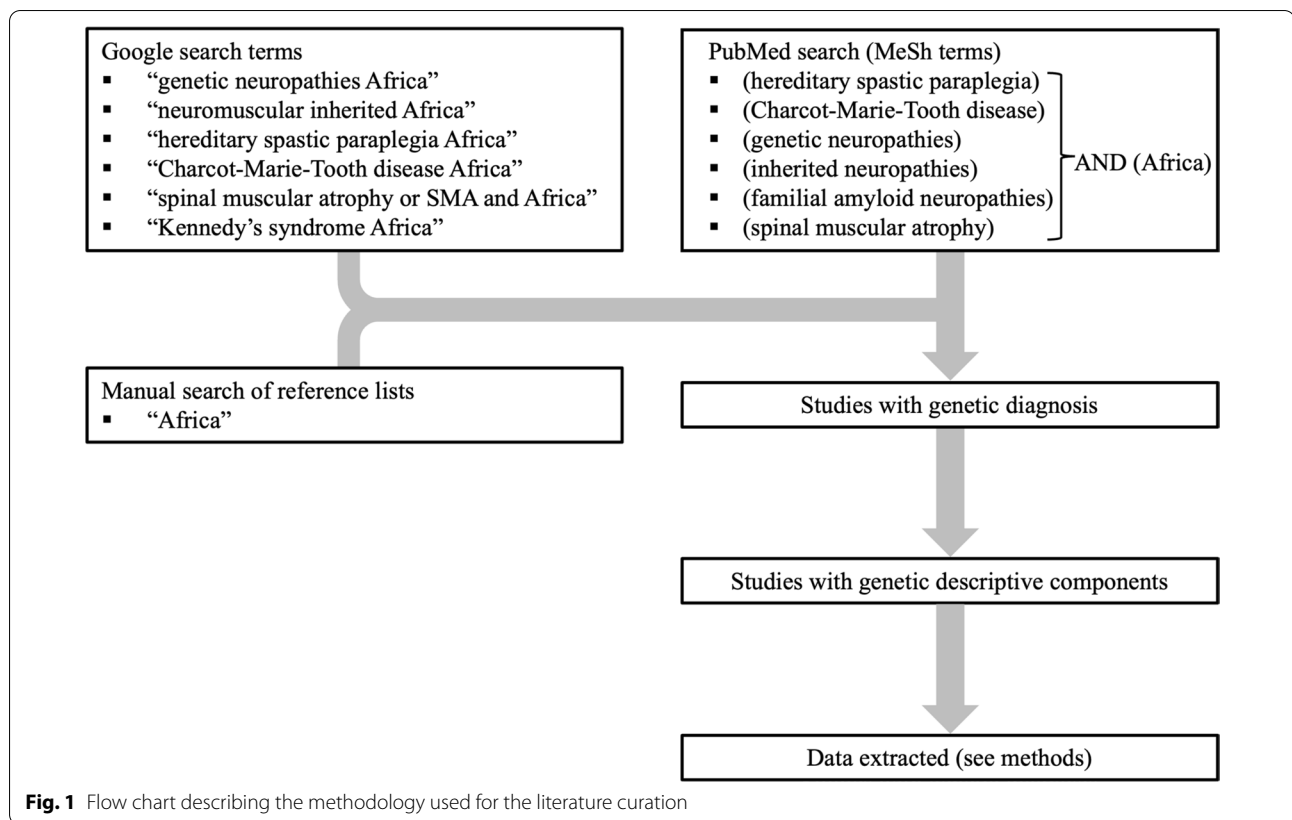 Google search terms
▪ “genetic neuropathies Africa”
▪ “neuromuscular inherited Africa”
▪ “hereditary spastic paraplegia Africa”
▪ “Charcot-Marie-Tooth disease Africa”
▪ “spinal muscular atrophy or SMA and Africa”
▪ “Kennedy’s syndrome Africa”
PubMed search (MeSh terms)
▪ (hereditary spastic paraplegia)
▪ (Charcot-Marie-Tooth disease)
▪ (genetic neuropathies)
▪ (inherited neuropathies)
▪ (familial amyloid neuropathies)
▪ (spinal muscular atrophy)
AND (Africa)
Manual search of reference lists
▪ “Africa”
Studies with genetic diagnosis
Studies with genetic descriptive components
Data extracted (see methods)
Fig. 1 Flow chart describing the methodology used for the literature curation